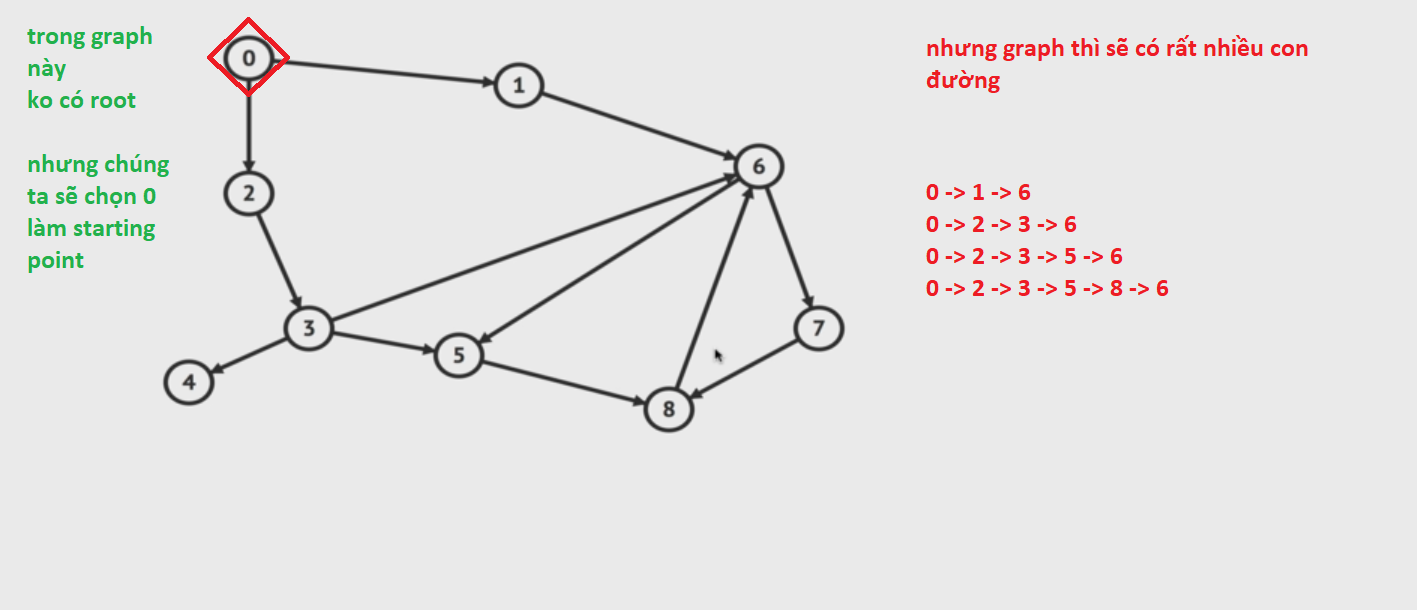 trong graph
này
ko có root
nhưng chúng
ta sẽ chọn 0
làm starting
point
0
1
2
6
3
5
7
4
8
nhưng graph thì sẽ có rất nhiều con
đường
0 -> 1 -> 6
0 -> 2 -> 3 -> 6
0 -> 2 -> 3 -> 5 -> 6
0 -> 2 -> 3 -> 5 -> 8 -> 6